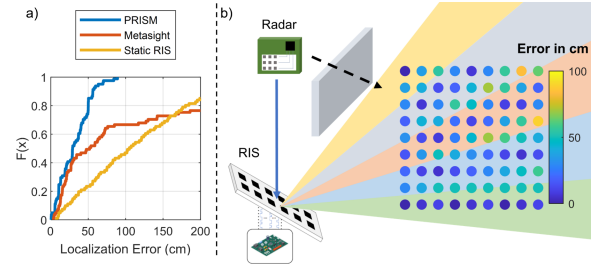 a)
PRISM
Metasight
Static RIS
1
0.8
0.6
0.4
0.2
0
F(x)
0 50 100 150 200
Localization Error (cm)
b)
Radar
RIS
Error in cm
100
50
0